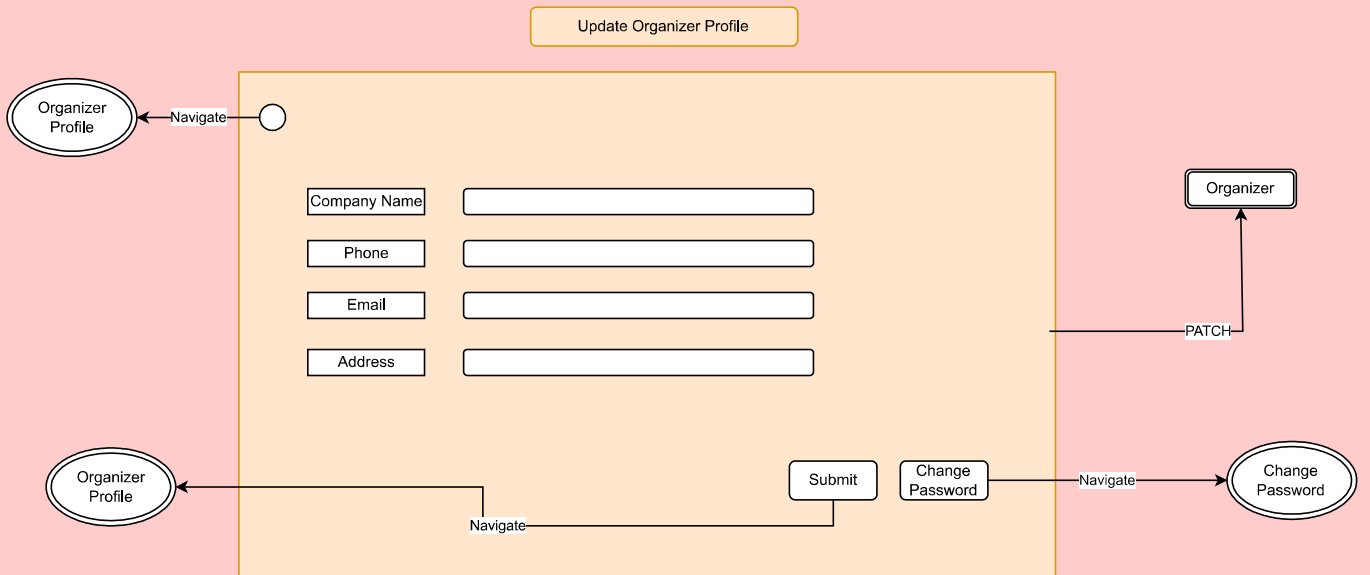 Update Organizer Profile
Organizer
Profile
Navigate
Company Name
Organizer
Phone
Email
PATCH
Address
Organizer
Profile
Submit
Change
Password
Navigate
Change
Password
Navigate